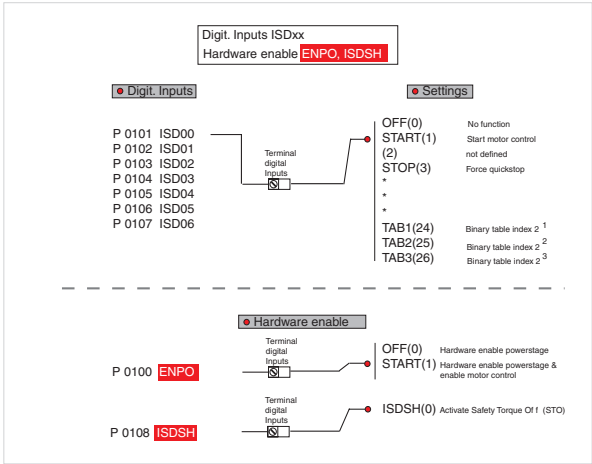 Digit. Inputs ISDxx
Hardware enable ENPO, ISDSH
Digit. Inputs
Settings
P 0101 ISD00
P 0102 ISD01
P 0103 ISD02
P 0104 ISD03
P 0105 ISD04
P 0106 ISD05
P 0107 ISD06
Terminal
digital
Inputs
OFF(0) No function
START(1) Start motor control
(2) not defined
STOP(3) Force quickstop
*
*
*
TAB1(24) Binary table index 2 1
TAB2(25) Binary table index 2 2
TAB3(26) Binary table index 2 3
Hardware enable
P 0100 ENPO
Terminal
digital
Inputs
OFF(0) Hardware enable powerstage
START(1) Hardware enable powerstage &
enable motor control
P 0108 ISDSH
Terminal
digital
Inputs
ISDSH(0) Activate Safety Torque Of f (STO)